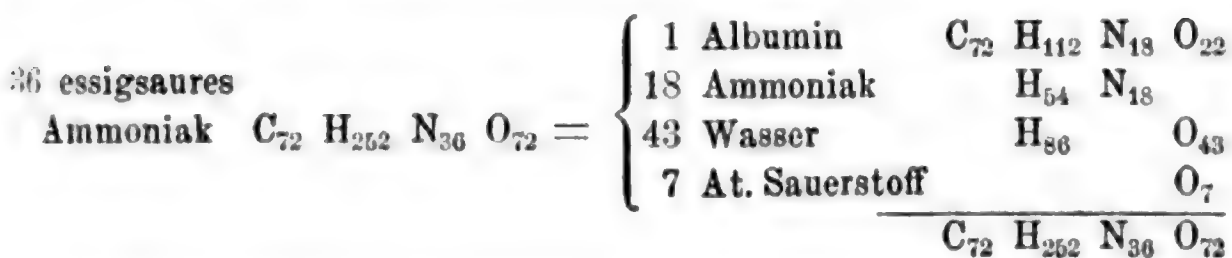 36 essigsaures
Ammoniak C₇₂ H₂₅₂ N₃₆ O₇₂ =
1 Albumin C₇₂ H₁₁₂ N₁₈ O₂₂
18 Ammoniak H₅₄ N₁₈
43 Wasser H₈₆ O₄₃
7 At. Sauerstoff O₇
C₇₂ H₂₅₂ N₃₆ O₇₂